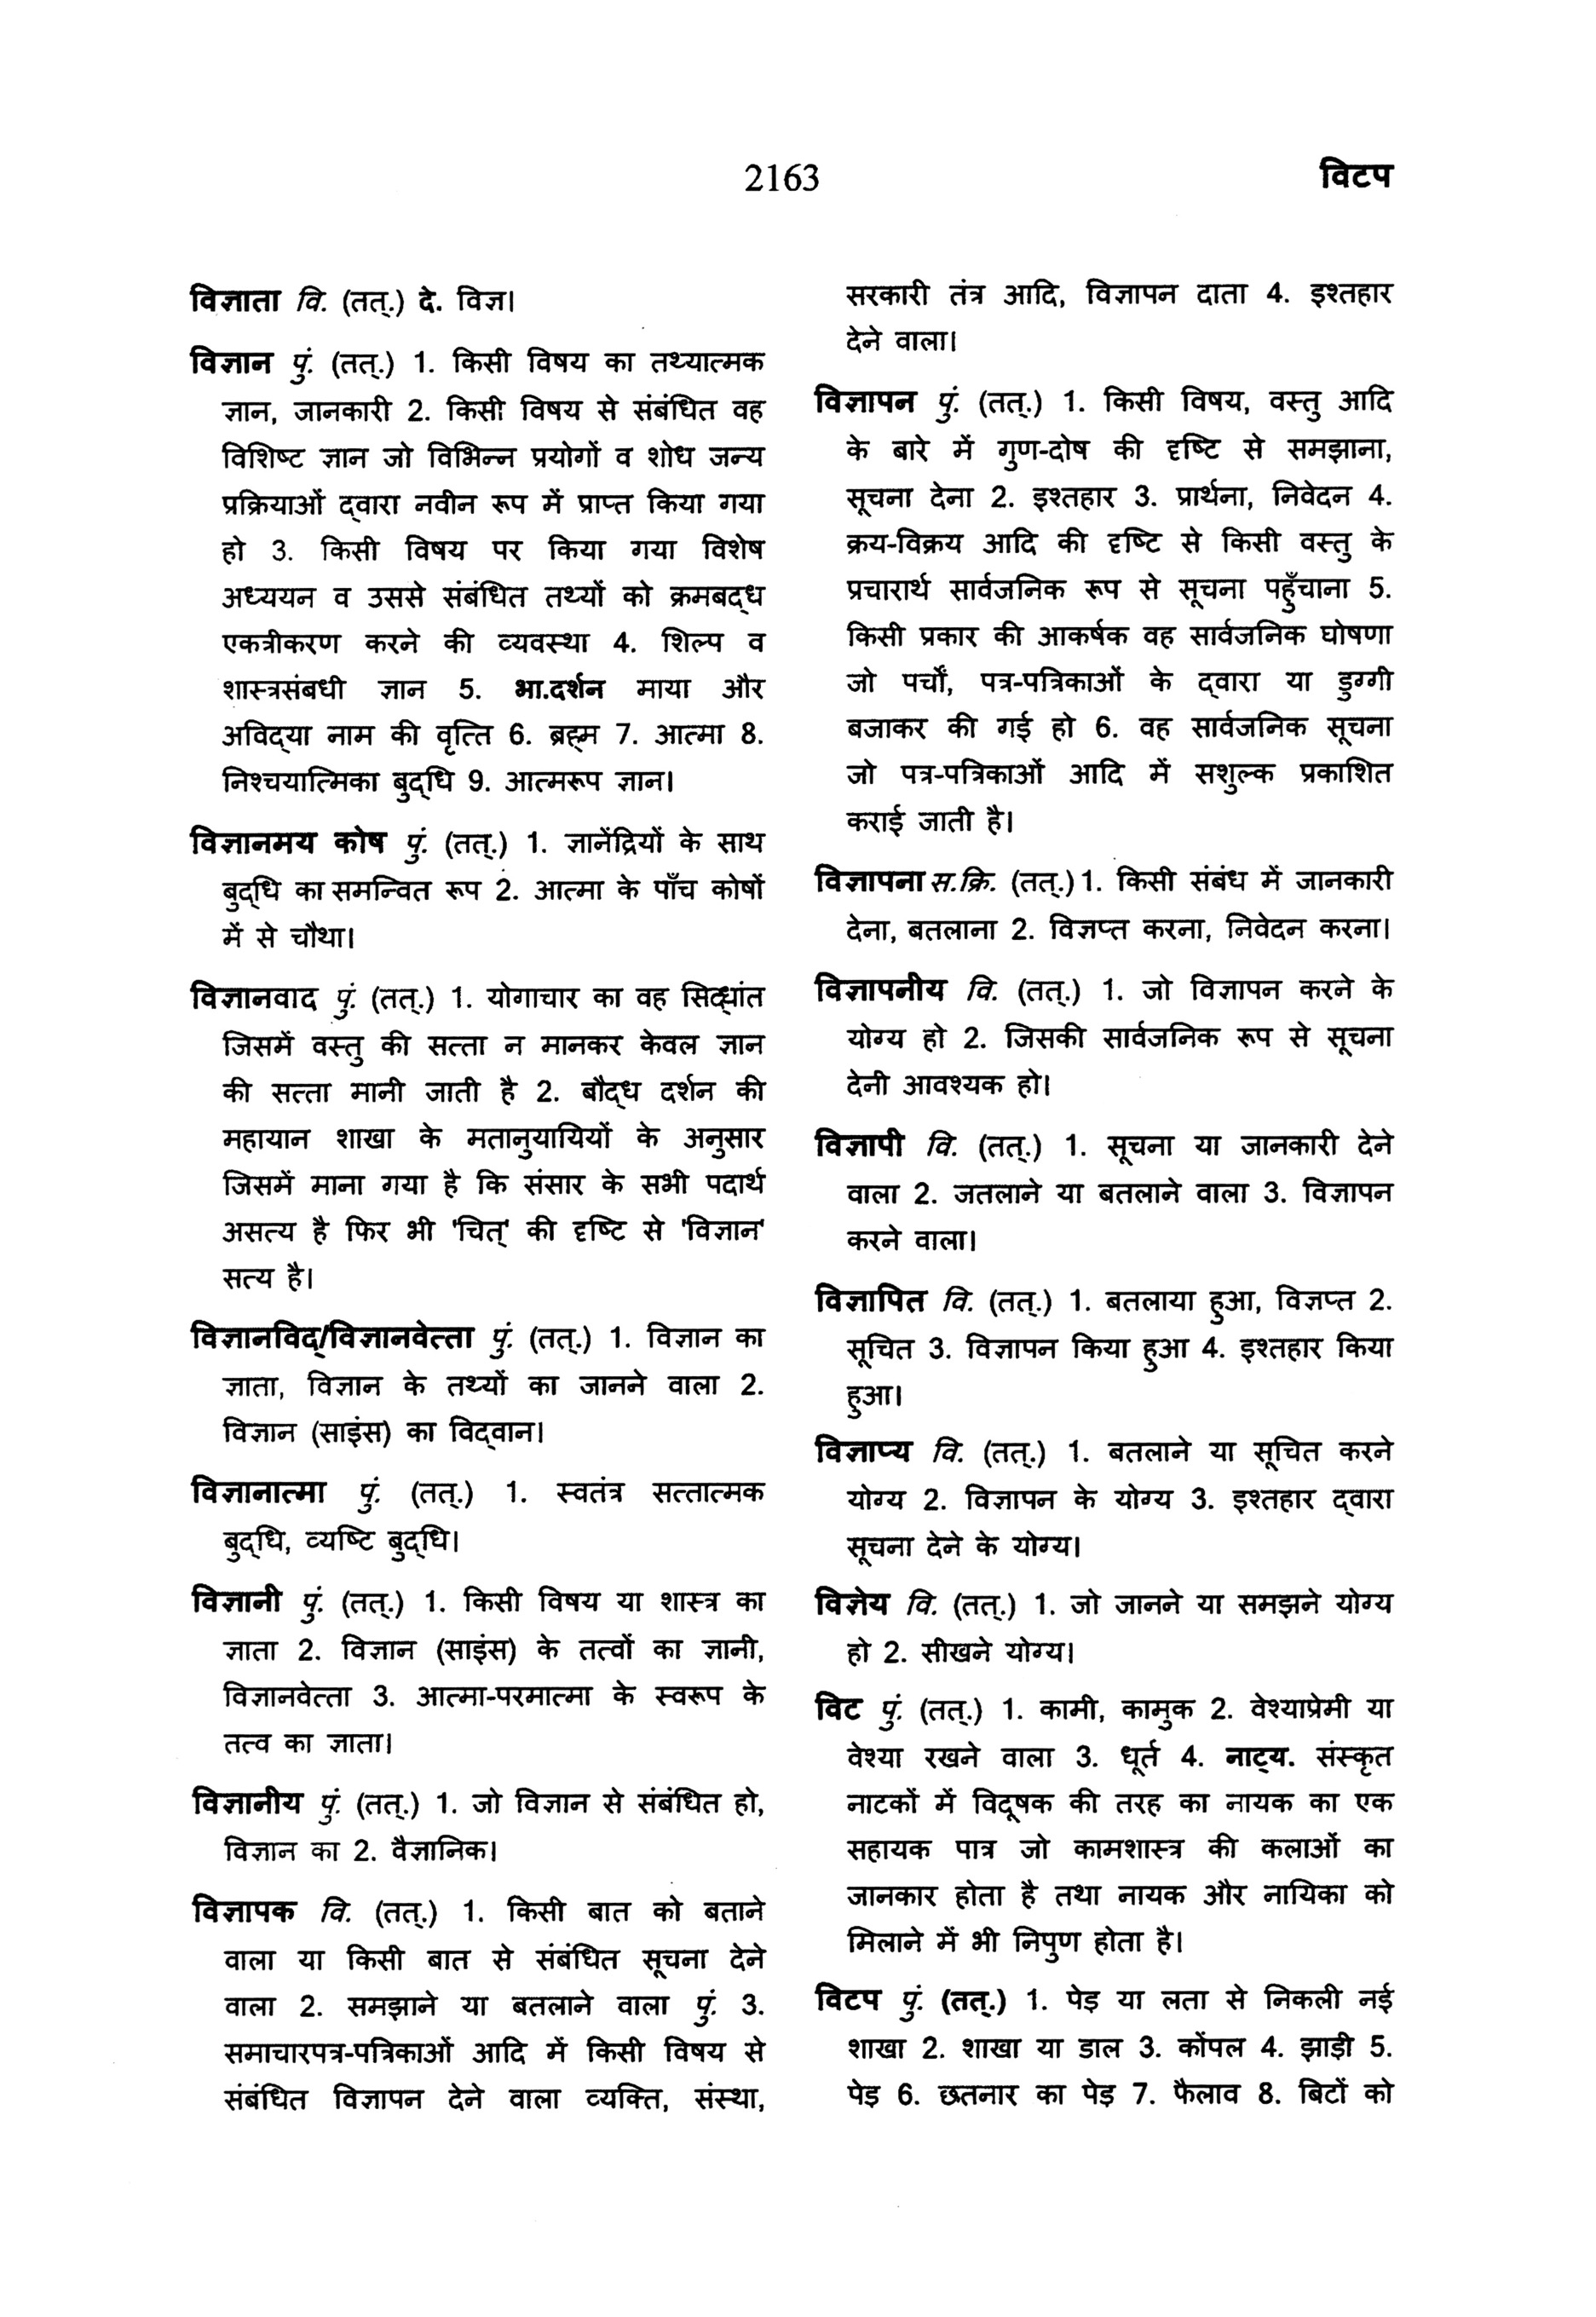 2163
विटप
विज्ञाता वि. (तत्.) दे. विज्ञ।
विज्ञान पुं. (तत्.) 1. किसी विषय का तथ्यात्मक
ज्ञान, जानकारी 2. किसी विषय से संबंधित वह
विशिष्ट ज्ञान जो विभिन्न प्रयोगों व शोध जन्य
प्रक्रियाओं द्‌वारा नवीन रूप में प्राप्त किया गया
हो 3. किसी विषय पर किया गया विशेष
अध्ययन व उससे संबंधित तथ्यों को क्रमबद्‌ध
एकत्रीकरण करने की व्यवस्था 4. शिल्प व
शास्त्रसंबधी ज्ञान 5. भा.दर्शन माया और
अविद्‌या नाम की वृत्ति 6. ब्रह्म 7. आत्मा 8.
निश्चयात्मिका बुद्‌धि 9. आत्मरूप ज्ञान।
विज्ञानमय कोष पुं. (तत्.) 1. ज्ञानेंद्रियों के साथ
बुद्‌धि का समन्वित रूप 2. आत्मा के पाँच कोषों
में से चौथा।
विज्ञानवाद पुं. (तत्.) 1. योगाचार का वह सिद्‌धांत
जिसमें वस्तु की सत्ता न मानकर केवल ज्ञान
की सत्ता मानी जाती है 2. बौद्‌ध दर्शन की
महायान शाखा के मतानुयायियों के अनुसार
जिसमें माना गया है कि संसार के सभी पदार्थ
असत्य है फिर भी 'चित्' की दृष्टि से 'विज्ञान'
सत्य है।
विज्ञानविद्/विज्ञानवेत्ता पुं. (तत्.) 1. विज्ञान का
ज्ञाता, विज्ञान के तथ्यों का जानने वाला 2.
विज्ञान (साइंस) का विद्‌वान।
विज्ञानात्मा पुं. (तत्.) 1. स्वतंत्र सत्तात्मक
बुद्‌धि, व्यष्टि बुद्‌धि।
विज्ञानी पुं. (तत्.) 1. किसी विषय या शास्त्र का
ज्ञाता 2. विज्ञान (साइंस) के तत्वों का ज्ञानी,
विज्ञानवेत्ता 3. आत्मा-परमात्मा के स्वरूप के
तत्व का ज्ञाता।
विज्ञानीय पुं. (तत्.) 1. जो विज्ञान से संबंधित हो,
विज्ञान का 2. वैज्ञानिक।
विज्ञापक वि. (तत्.) 1. किसी बात को बताने
वाला या किसी बात से संबंधित सूचना देने
वाला 2. समझाने या बतलाने वाला पुं. 3.
समाचारपत्र-पत्रिकाओं आदि में किसी विषय से
संबंधित विज्ञापन देने वाला व्यक्ति, संस्था,
सरकारी तंत्र आदि, विज्ञापन दाता 4. इश्तहार
देने वाला।
विज्ञापन पुं. (तत्.) 1. किसी विषय, वस्तु आदि
के बारे में गुण-दोष की दृष्टि से समझाना,
सूचना देना 2. इश्तहार 3. प्रार्थना, निवेदन 4.
क्रय-विक्रय आदि की दृष्टि से किसी वस्तु के
प्रचारार्थ सार्वजनिक रूप से सूचना पहुँचाना 5.
किसी प्रकार की आकर्षक वह सार्वजनिक घोषणा
जो पर्चों, पत्र-पत्रिकाओं के द्‌वारा या डुग्गी
बजाकर की गई हो 6. वह सार्वजनिक सूचना
जो पत्र-पत्रिकाओं आदि में सशुल्क प्रकाशित
कराई जाती है।
विज्ञापना स.क्रि. (तत्.) 1. किसी संबंध में जानकारी
देना, बतलाना 2. विज्ञप्त करना, निवेदन करना।
विज्ञापनीय वि. (तत्.) 1. जो विज्ञापन करने के
योग्य हो 2. जिसकी सार्वजनिक रूप से सूचना
देनी आवश्यक हो।
विज्ञापी वि. (तत्.) 1. सूचना या जानकारी देने
वाला 2. जतलाने या बतलाने वाला 3. विज्ञापन
करने वाला।
विज्ञापित वि. (तत्.) 1. बतलाया हुआ, विज्ञप्त 2.
सूचित 3. विज्ञापन किया हुआ 4. इश्तहार किया
हुआ।
विज्ञाप्य वि. (तत्.) 1. बतलाने या सूचित करने
योग्य 2. विज्ञापन के योग्य 3. इश्तहार द्‌वारा
सूचना देने के योग्य।
विज्ञेय वि. (तत्.) 1. जो जानने या समझने योग्य
हो 2. सीखने योग्य।
विट पुं. (तत्.) 1. कामी, कामुक 2. वेश्याप्रेमी या
वेश्या रखने वाला 3. धूर्त 4. नाट्य. संस्कृत
नाटकों में विदूषक की तरह का नायक का एक
सहायक पात्र जो कामशास्त्र की कलाओं का
जानकार होता है तथा नायक और नायिका को
मिलाने में भी निपुण होता है।
विटप पुं. (तत्.) 1. पेड़ या लता से निकली नई
शाखा 2. शाखा या डाल 3. कोंपल 4. झाड़ी 5.
पेड़ 6. छतनार का पेड़ 7. फैलाव 8. बिटों को